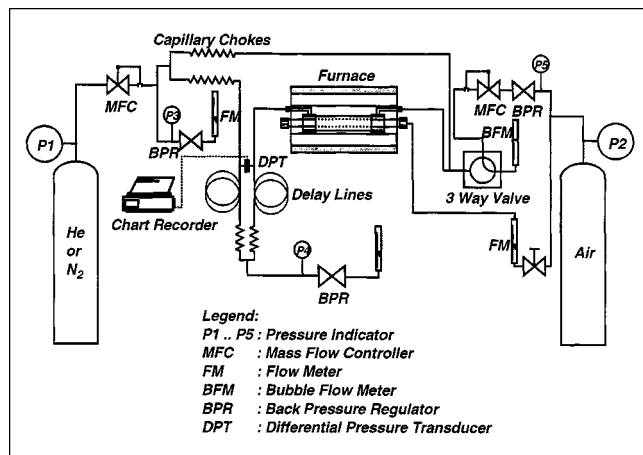 Capillary Chokes
Furnace
P5
MFC
P3
FM
MFC
BPR
P1
BPR
BFM
P2
DPT
Delay Lines
3 Way Valve
Chart Recorder
He
or
N2
P4
FM
Air
BPR
Legend:
P1 .. P5 : Pressure Indicator
MFC : Mass Flow Controller
FM : Flow Meter
BFM : Bubble Flow Meter
BPR : Back Pressure Regulator
DPT : Differential Pressure Transducer